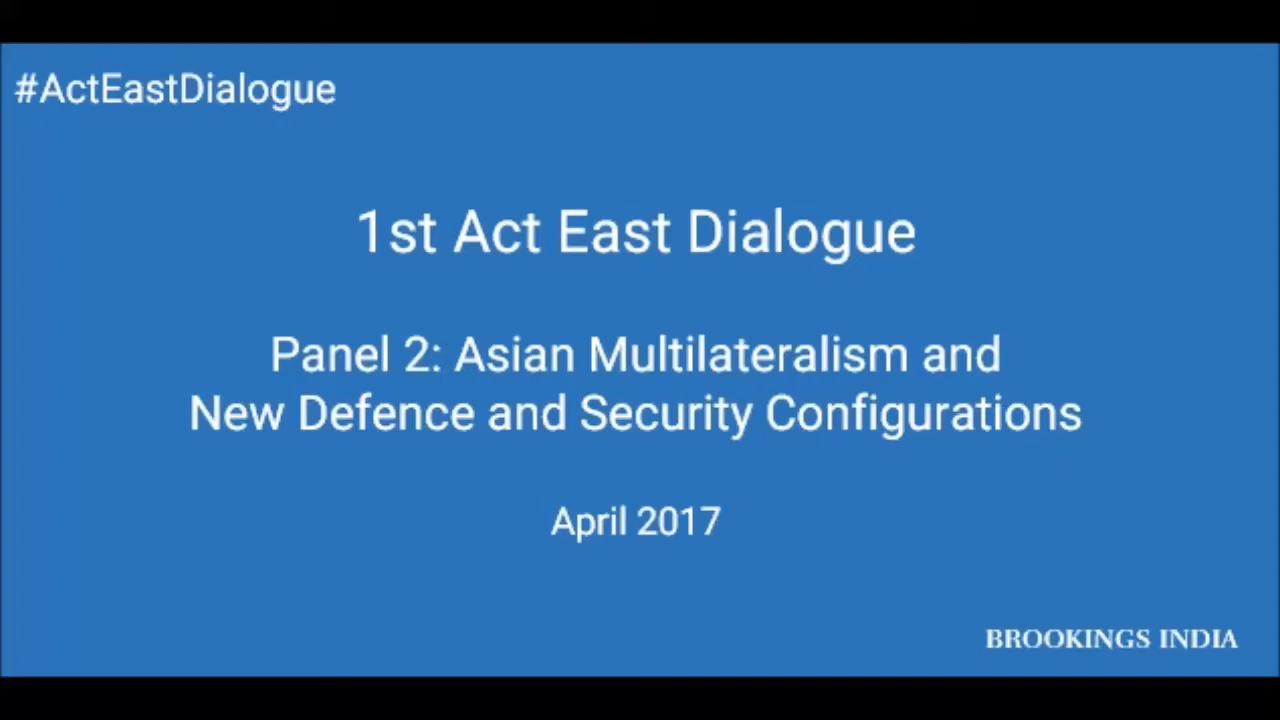 #ActEastDialogue
1st Act East Dialogue
Panel 2: Asian Multilateralism and
New Defence and Security Configurations
April 2017
BROOKINGS INDIA